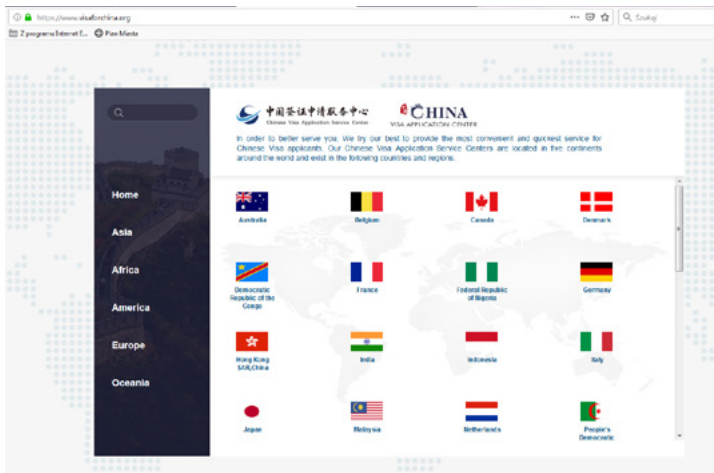 https://www.visaforchina.org
Szukaj
Z programu Internet E...
Plan Miasta
中国签证申请服务中心
Chinese Visa Application Service Center
CHINA
VISA APPLICATION CENTER
In order to better serve you, We try our best to provide the most convenient and quickest service for
Chinese Visa applicants. Our Chinese Visa Application Service Centers are located in five continents
around the world and exist in the following countries and regions.
Home
Asia
Africa
America
Europe
Oceania
Australia
Belgium
Canada
Denmark
Democratic
Republic of the
Congo
France
Federal Republic
of Nigeria
Germany
Hong Kong
SAR,China
India
Indonesia
Italy
Japan
Malaysia
Netherlands
People's
Democratic